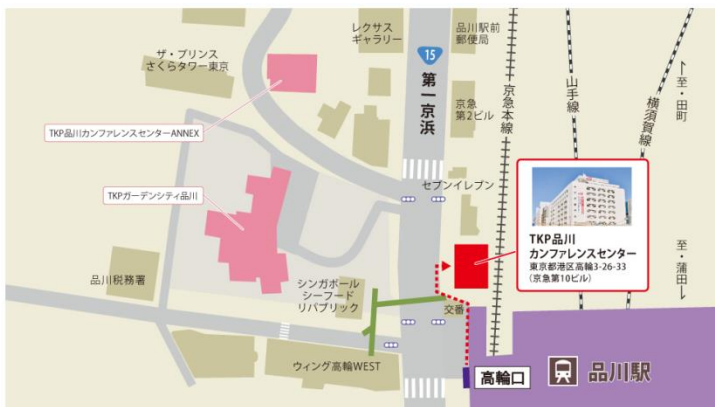 レクサス
ギャラリー
品川駅前
郵便局
ザ・プリンス
さくらタワー東京
15
第一京浜
京急
第2ビル
京急本線
山手線
横須賀線
至・田町
TKP品川カンファレンスセンターANNEX
TKPガーデンシティ品川
セブンイレブン
TKP品川
カンファレンスセンター
東京都港区高輪3-26-33
(京急第10ビル)
至・蒲田
品川税務署
シンガポール
シーフード
リパブリック
交番
ウィング高輪WEST
高輪口
品川駅